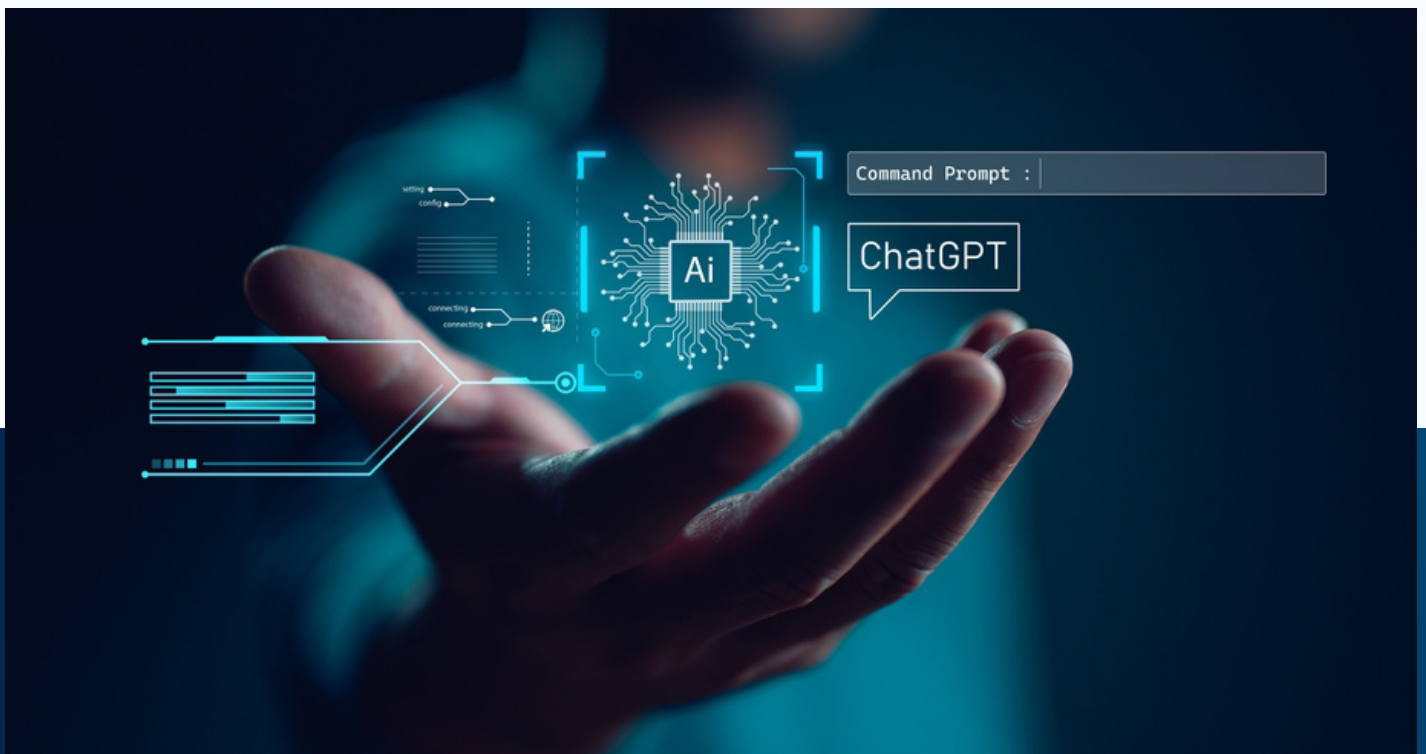 setting
config
connecting
connecting
Ai
Command Prompt :
ChatGPT